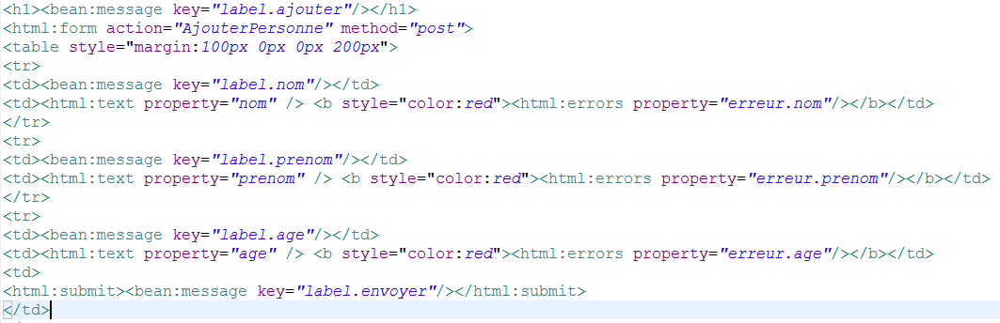 <h1><bean:message key="label.ajouter"/></h1>
<html:form action="AjouterPersonne" method="post">
<table style="margin:100px 0px 0px 200px">
<tr>
<td><bean:message key="label.nom"/></td>
<td><html:text property="nom" /> <b style="color:red"><html:errors property="erreur.nom"/></b></td>
</tr>
<tr>
<td><bean:message key="label.prenom"/></td>
<td><html:text property="prenom" /> <b style="color:red"><html:errors property="erreur.prenom"/></b></td>
</tr>
<tr>
<td><bean:message key="label.age"/></td>
<td><html:text property="age" /> <b style="color:red"><html:errors property="erreur.age"/></b></td>
<td>
<html:submit><bean:message key="label.envoyer"/></html:submit>
</td>